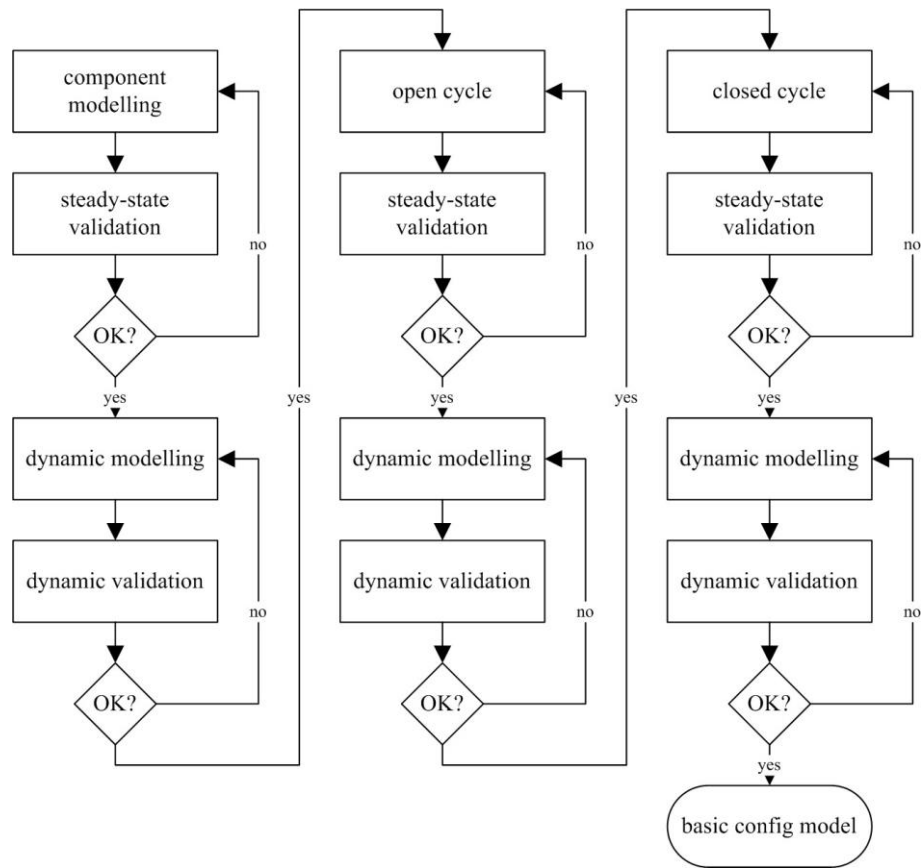 component
modelling
steady-state
validation
no
OK?
yes
dynamic modelling
dynamic validation
no
OK?
yes
open cycle
steady-state
validation
no
OK?
yes
dynamic modelling
dynamic validation
no
OK?
yes
closed cycle
steady-state
validation
no
OK?
yes
dynamic modelling
dynamic validation
no
OK?
yes
basic config model